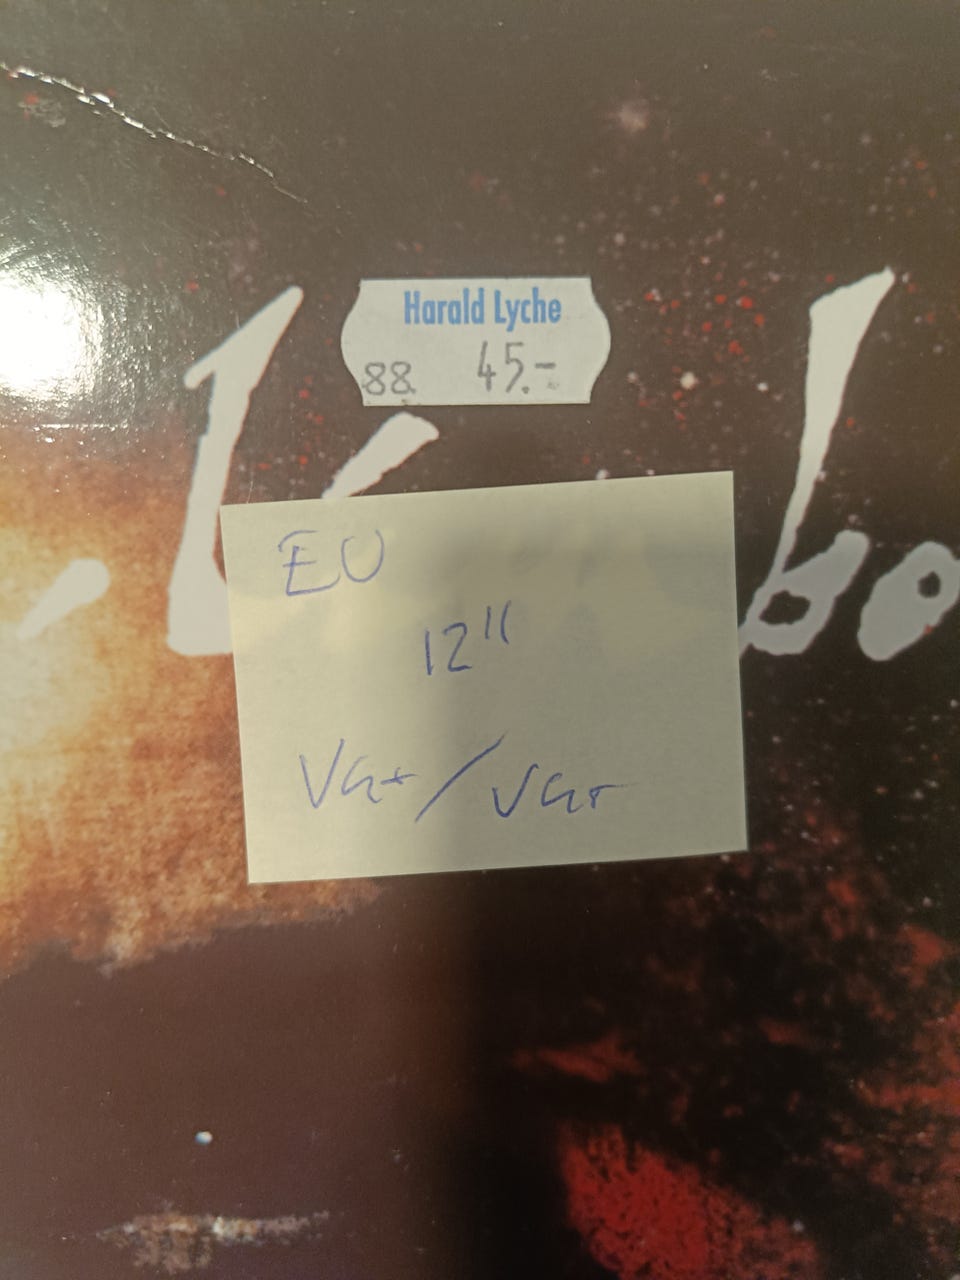 Harald Lyche
88. 45.-
EU
12"
VG+/VG+